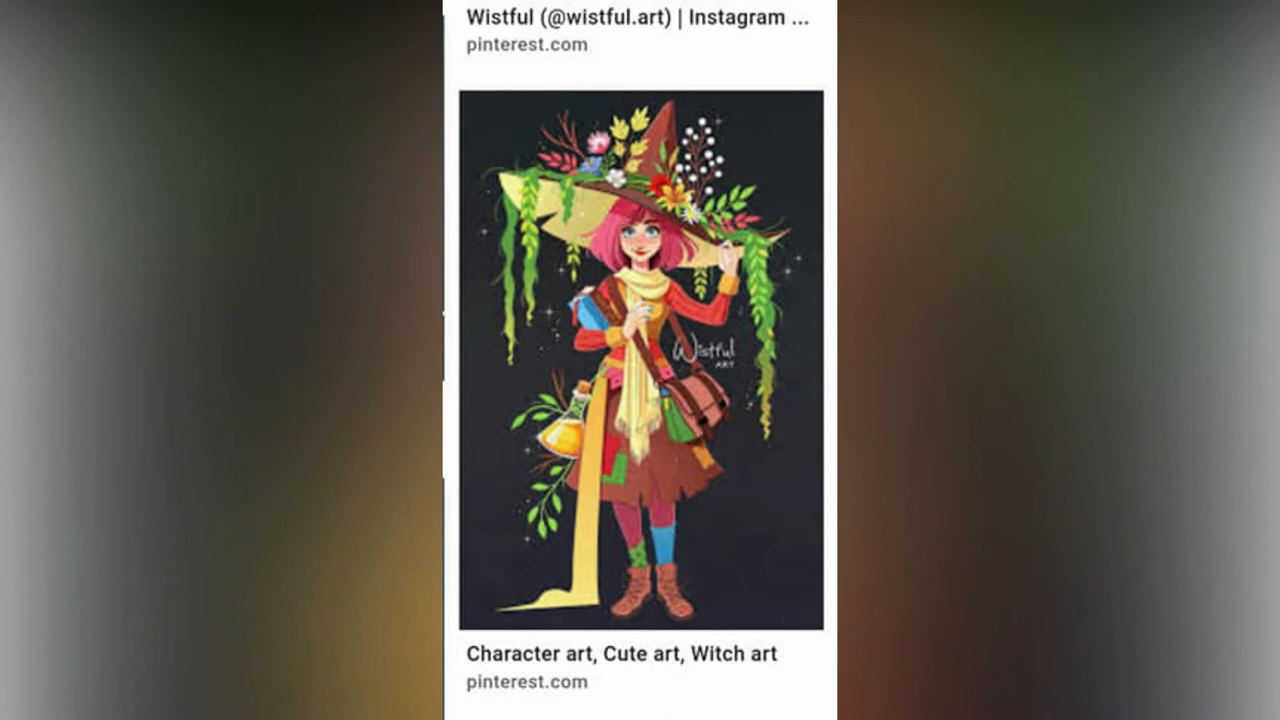 Wistful (@wistful.art) | Instagram ...
pinterest.com
Wistful
ART
Character art, Cute art, Witch art
pinterest.com